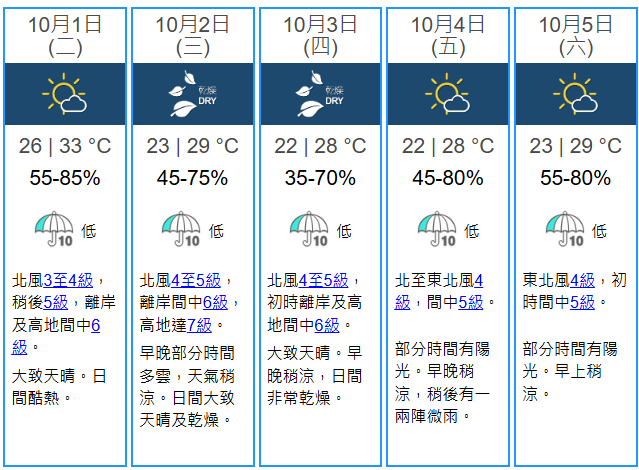 10月1日
(二)
26 | 33 °C
55-85%
10 低
北風3至4級，
稍後5級，離岸
及高地間中6
級。
大致天晴。日
間酷熱。
10月2日
(三)
乾燥
DRY
23 | 29 °C
45-75%
10 低
北風4至5級，
離岸間中6級，
高地達7級。
早晚部分時間
多雲，天氣稍
涼。日間大致
天晴及乾燥。
10月3日
(四)
乾燥
DRY
22 | 28 °C
35-70%
10 低
北風4至5級，
初時離岸及高
地間中6級。
大致天晴。早
晚稍涼，日間
非常乾燥。
10月4日
(五)
22 | 28 °C
45-80%
10 低
北至東北風4
級，間中5級。
部分時間有陽
光。早晚稍
涼，稍後有一
兩陣微雨。
10月5日
(六)
23 | 29 °C
55-80%
10 低
東北風4級，初
時間中5級。
部分時間有陽
光。早上稍
涼。